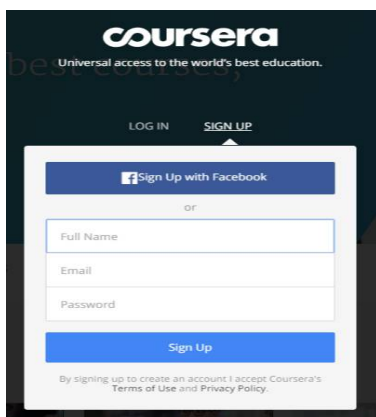 coursera
best courses,
Universal access to the world's best education.
LOG IN SIGN UP
Sign Up with Facebook
or
Full Name
Email
Password
Sign Up
By signing up to create an account I accept Coursera's
Terms of Use and Privacy Policy.